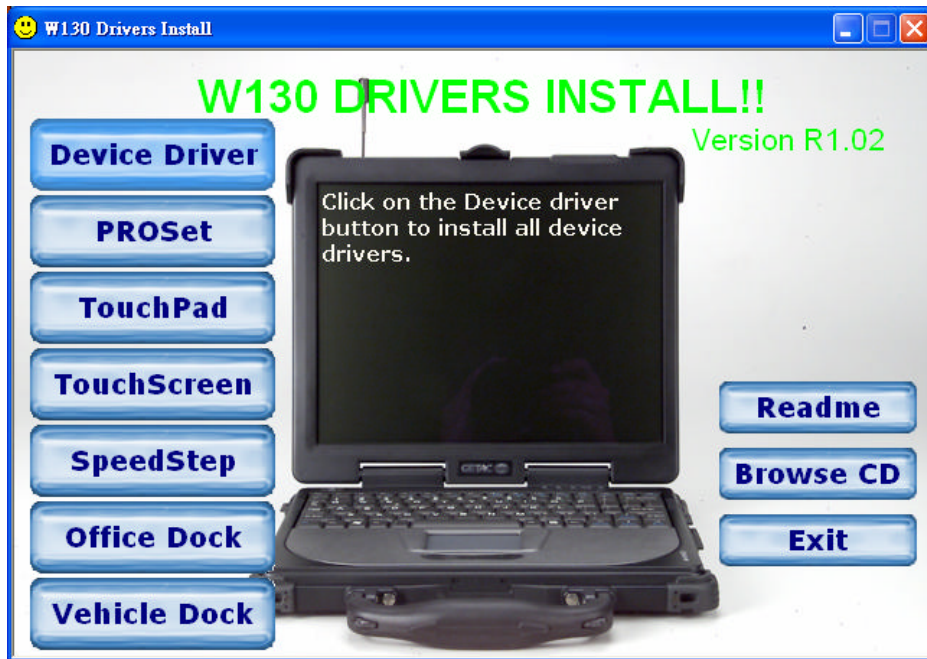 W130 Drivers Install
W130 DRIVERS INSTALL!!
Version R1.02
Device Driver
PROSet
TouchPad
TouchScreen
SpeedStep
Office Dock
Vehicle Dock
Click on the Device driver
button to install all device
drivers.
GETAC
Readme
Browse CD
Exit